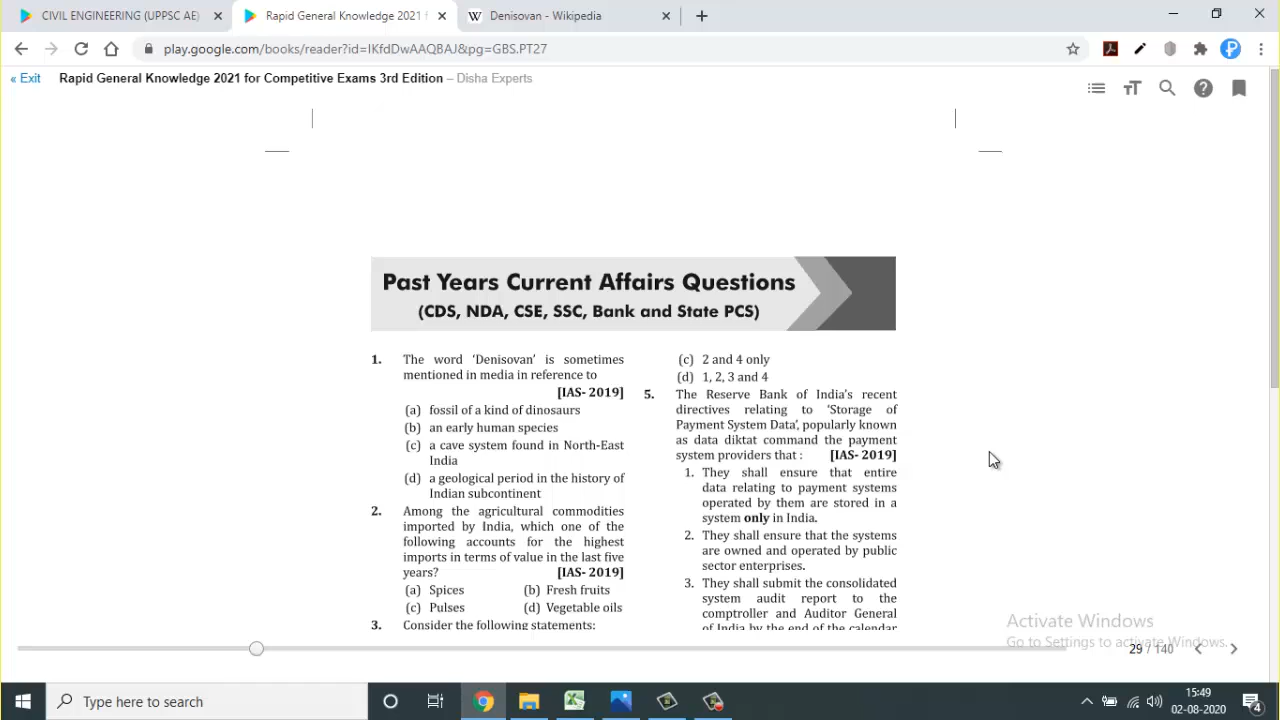 CIVIL ENGINEERING (UPPSC AE)
Rapid General Knowledge 2021 f
Denisovan - Wikipedia
play.google.com/books/reader?id=IKfdDwAAQBAJ&pg=GBS.PT27
« Exit Rapid General Knowledge 2021 for Competitive Exams 3rd Edition – Disha Experts
Past Years Current Affairs Questions
(CDS, NDA, CSE, SSC, Bank and State PCS)
1. The word ‘Denisovan’ is sometimes
mentioned in media in reference to
[IAS- 2019]
(a) fossil of a kind of dinosaurs
(b) an early human species
(c) a cave system found in North-East
India
(d) a geological period in the history of
Indian subcontinent
2. Among the agricultural commodities
imported by India, which one of the
following accounts for the highest
imports in terms of value in the last five
years? [IAS- 2019]
(a) Spices (b) Fresh fruits
(c) Pulses (d) Vegetable oils
3. Consider the following statements:
(c) 2 and 4 only
(d) 1, 2, 3 and 4
5. The Reserve Bank of India’s recent
directives relating to ‘Storage of
Payment System Data’, popularly known
as data diktat command the payment
system providers that : [IAS- 2019]
1. They shall ensure that entire
data relating to payment systems
operated by them are stored in a
system only in India.
2. They shall ensure that the systems
are owned and operated by public
sector enterprises.
3. They shall submit the consolidated
system audit report to the
comptroller and Auditor General
of India by the end of the calendar
Activate Windows
Go to Settings to activate Windows.
29 / 140
Type here to search
15:49
02-08-2020
4